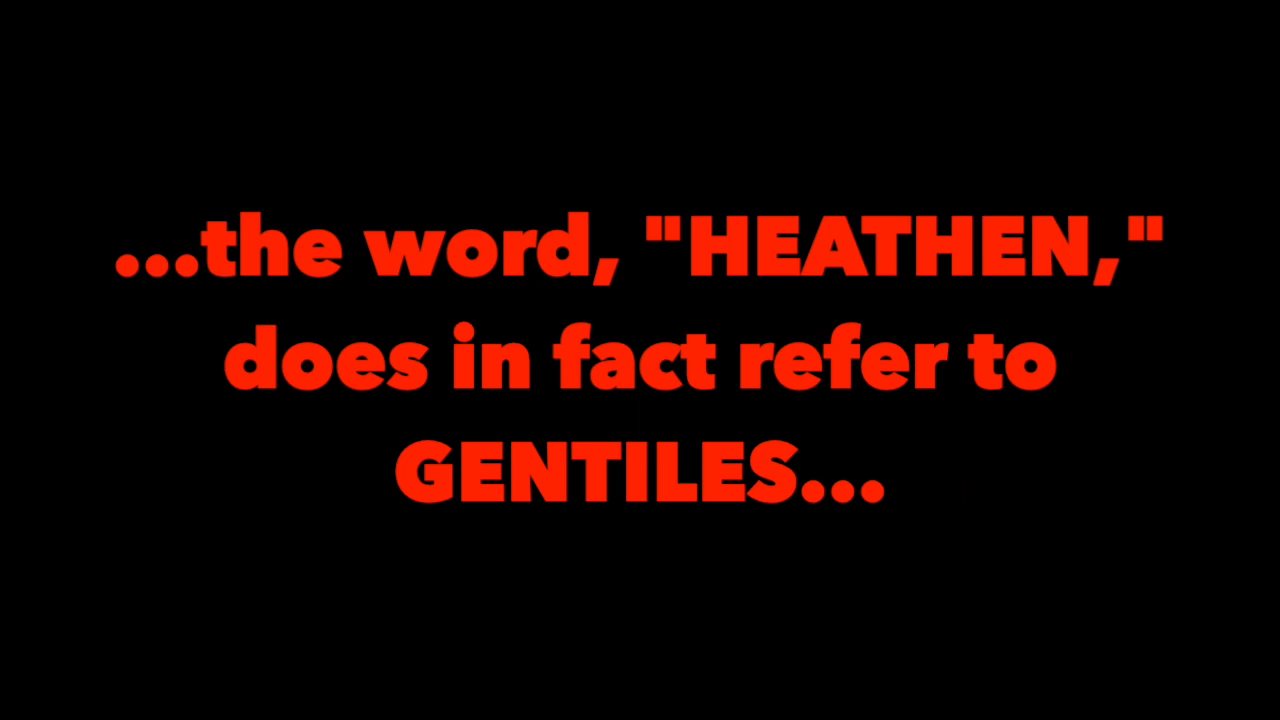 ...the word, "HEATHEN,"
does in fact refer to
GENTILES...